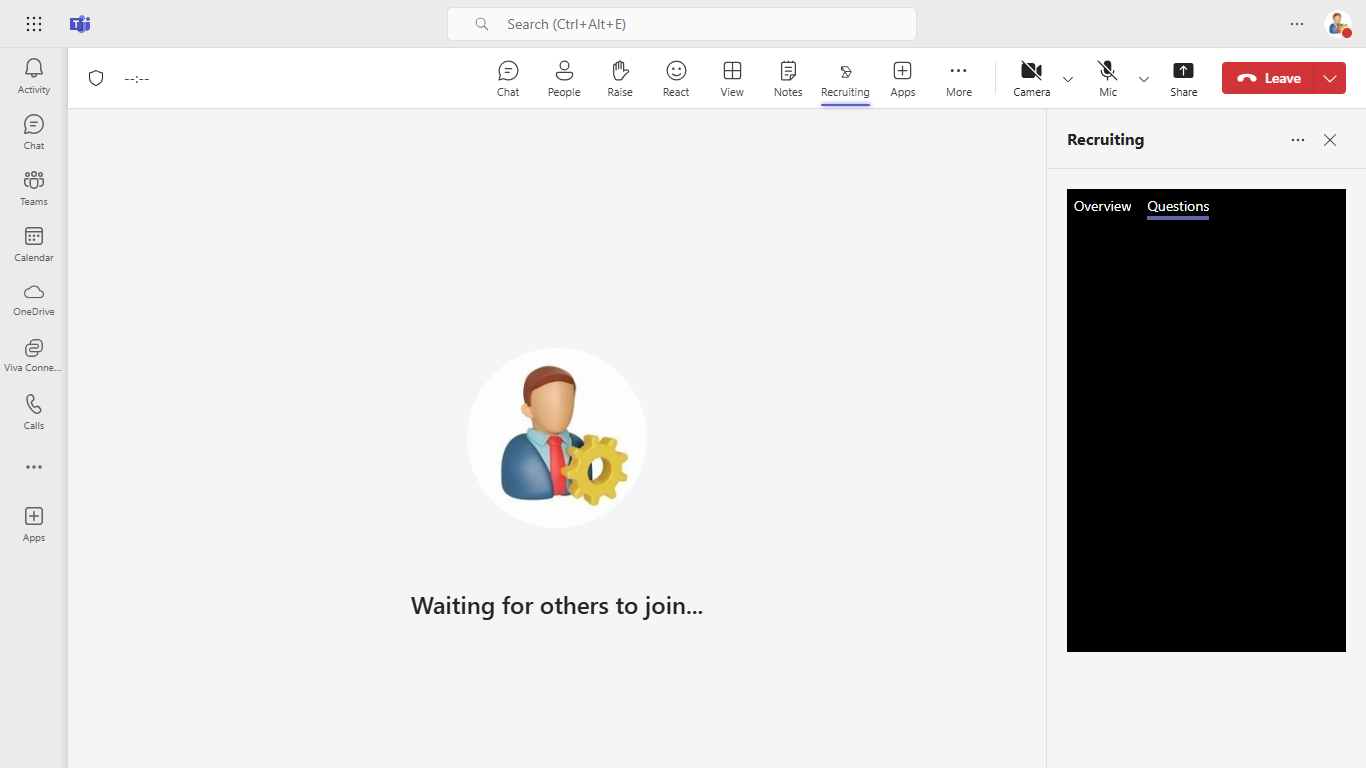 Search (Ctrl+Alt+E)
Activity
Chat
Teams
Calendar
OneDrive
Viva Conne...
Calls
Apps
--:--
Chat
People
Raise
React
View
Notes
Recruiting
Apps
More
Camera
Mic
Share
Leave
Waiting for others to join...
Recruiting
Overview Questions